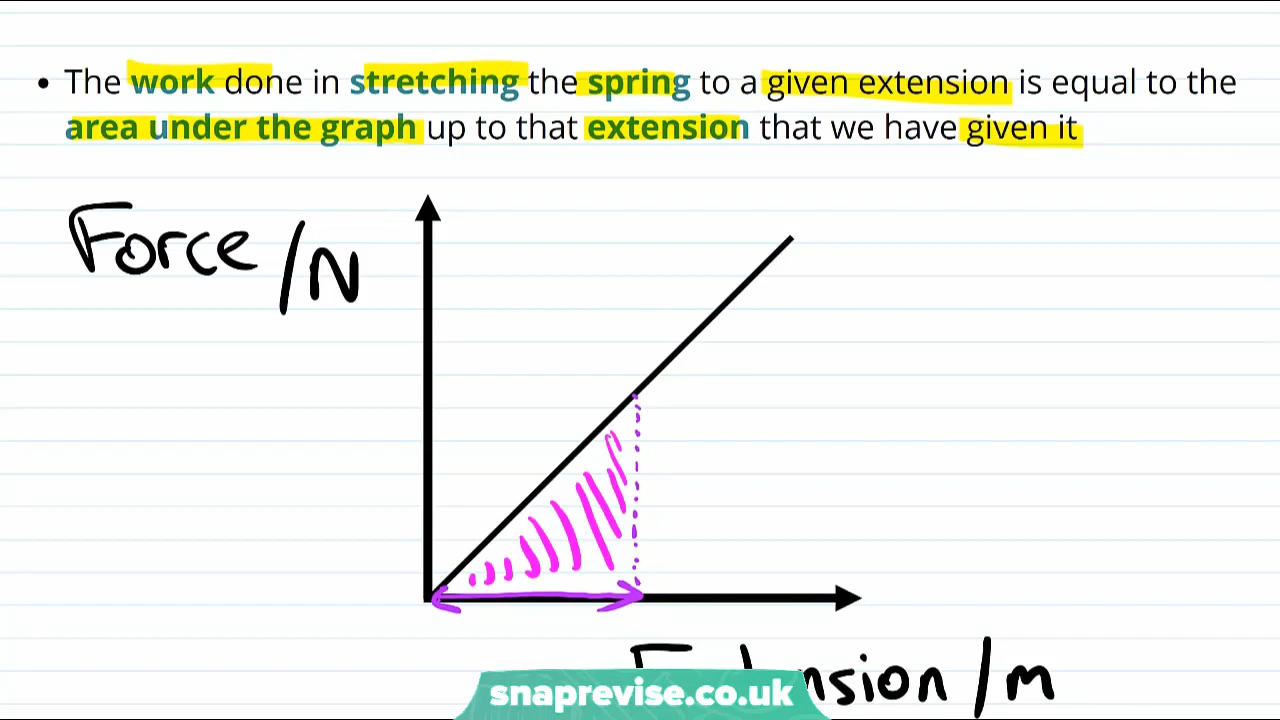 • The work done in stretching the spring to a given extension is equal to the
area under the graph up to that extension that we have given it
Force /N
Extension /m
snaprevise.co.uk